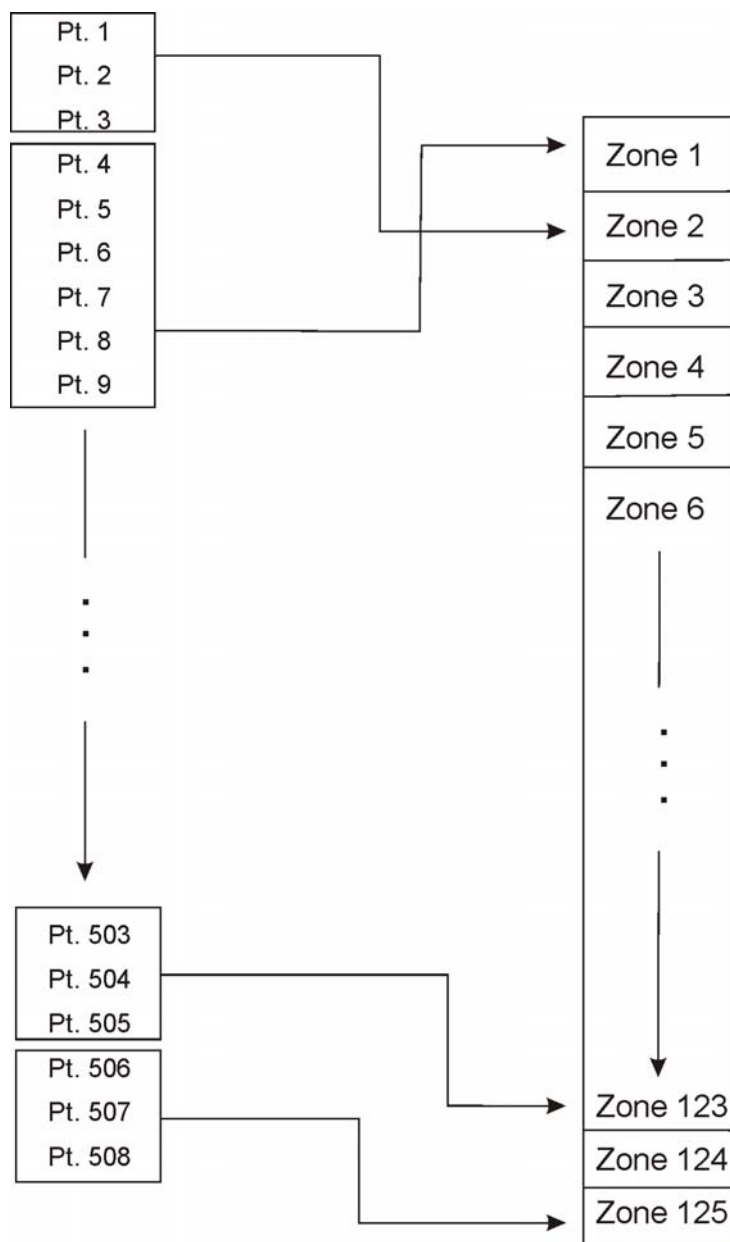 Pt. 1
Pt. 2
Pt. 3
Pt. 4
Pt. 5
Pt. 6
Pt. 7
Pt. 8
Pt. 9
Pt. 503
Pt. 504
Pt. 505
Pt. 506
Pt. 507
Pt. 508
Zone 1
Zone 2
Zone 3
Zone 4
Zone 5
Zone 6
Zone 123
Zone 124
Zone 125